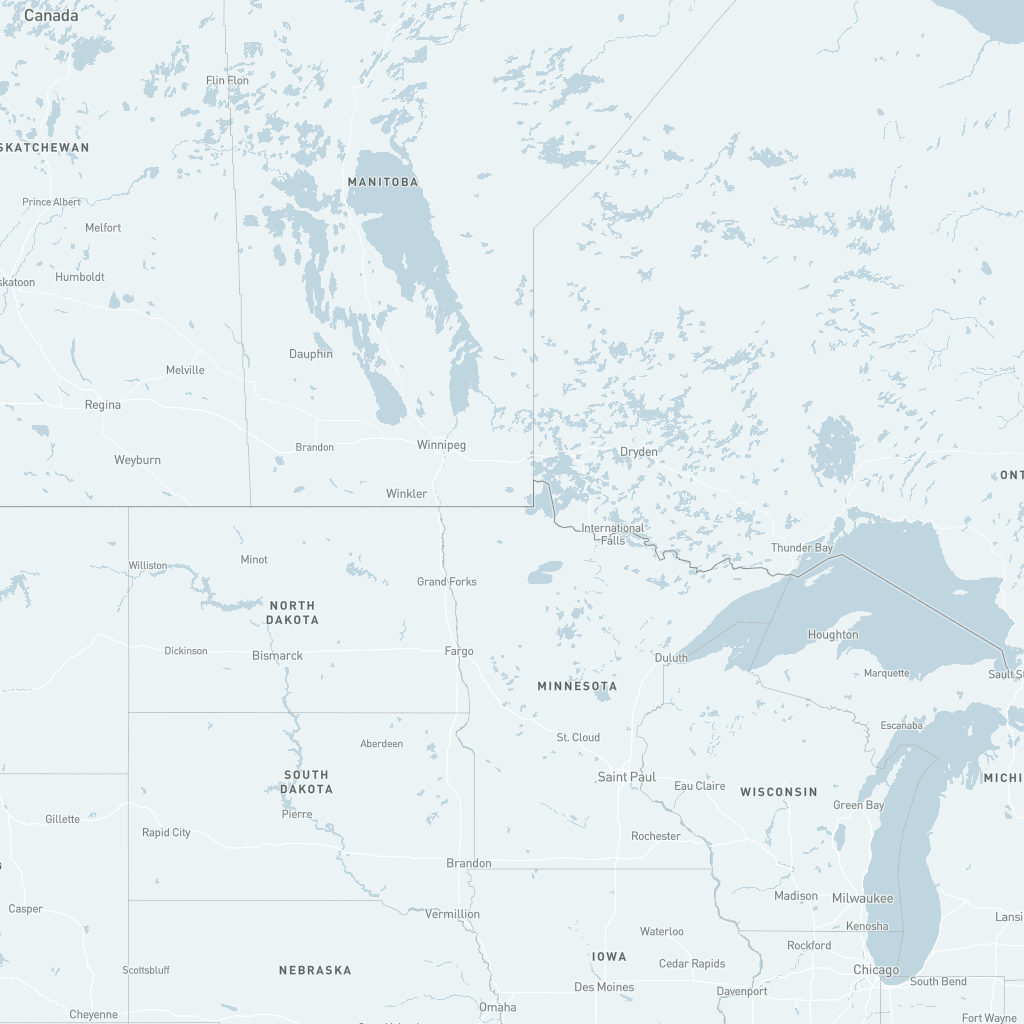 Canada
Flin Flon
SKATCHEWAN
MANITOBA
Prince Albert
Melfort
Humboldt
skatoon
Dauphin
Melville
Regina
Brandon
Winnipeg
Dryden
Weyburn
ONT
Winkler
International
Falls
Thunder Bay
Minot
Williston
Grand Forks
NORTH
DAKOTA
Houghton
Dickinson
Bismarck
Fargo
Duluth
Marquette
Sault St
MINNESOTA
Escanaba
Aberdeen
St. Cloud
SOUTH
DAKOTA
Saint Paul
MICHI
Eau Claire
WISCONSIN
Green Bay
Gillette
Pierre
Rapid City
Rochester
Brandon
Madison
Milwaukee
Casper
Vermillion
Lansi
Kenosha
Waterloo
Rockford
IOWA
Cedar Rapids
Scottsbluff
NEBRASKA
Chicago
South Bend
Des Moines
Davenport
Omaha
Cheyenne
Fort Wayne